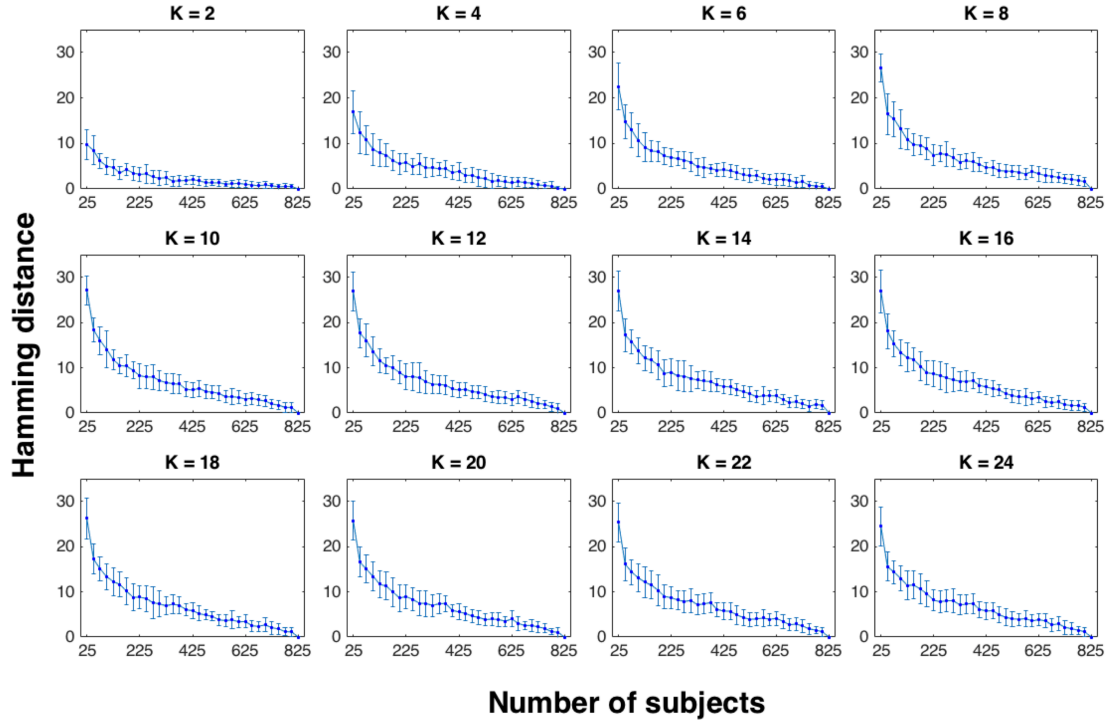 K = 2 K = 4 K = 6 K = 8
30 30 30 30
20 20 20 20
10 10 10 10
0 0 0 0
25 225 425 625 825 25 225 425 625 825 25 225 425 625 825 25 225 425 625 825
K = 10 K = 12 K = 14 K = 16
30 30 30 30
20 20 20 20
10 10 10 10
0 0 0 0
25 225 425 625 825 25 225 425 625 825 25 225 425 625 825 25 225 425 625 825
K = 18 K = 20 K = 22 K = 24
30 30 30 30
20 20 20 20
10 10 10 10
0 0 0 0
25 225 425 625 825 25 225 425 625 825 25 225 425 625 825 25 225 425 625 825
Hamming distance
Number of subjects